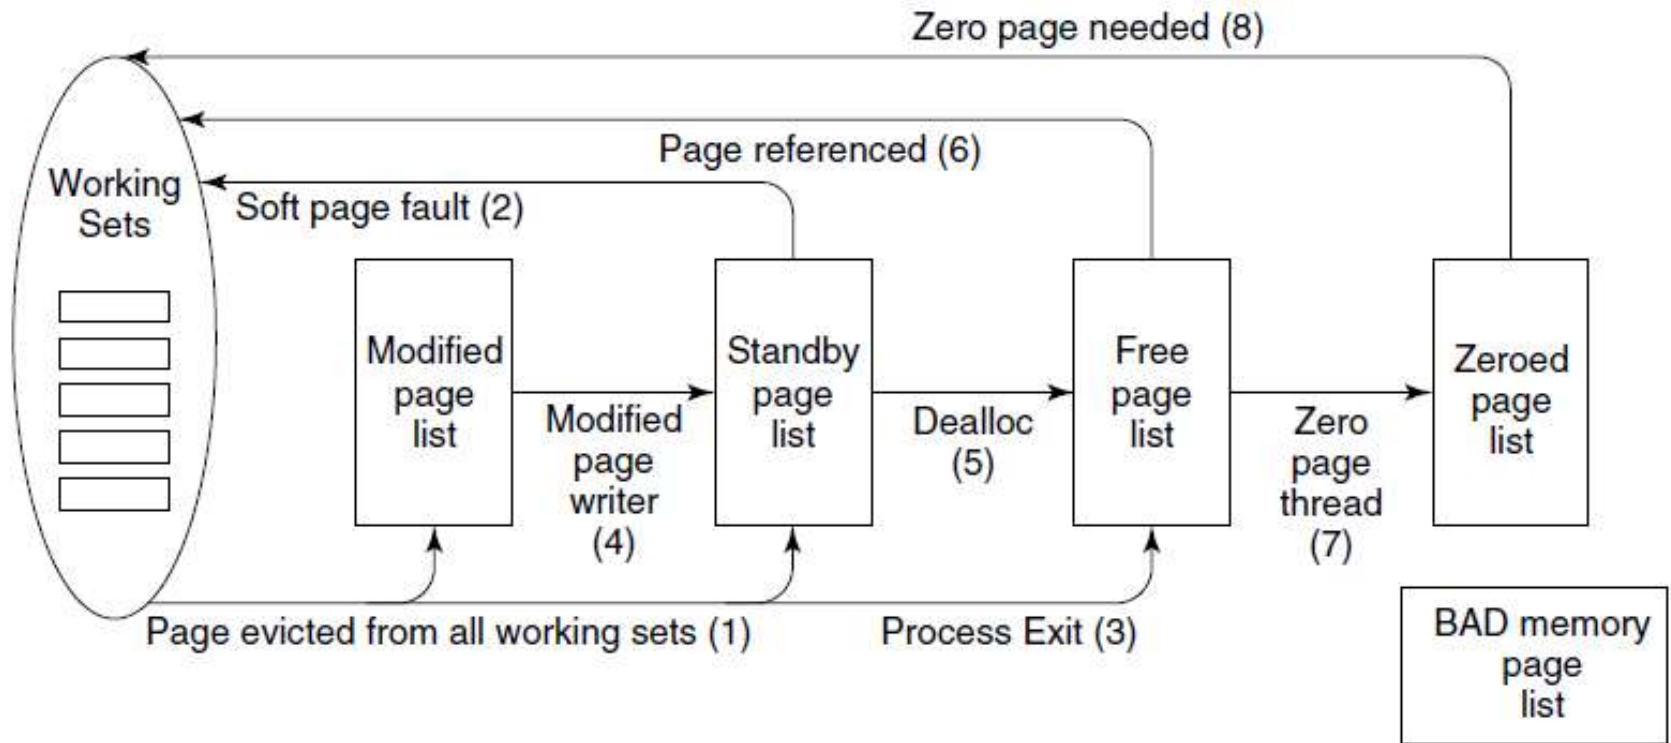 Zero page needed (8)
Page referenced (6)
Soft page fault (2)
Working
Sets
Modified
page
list
Modified
page
writer
(4)
Standby
page
list
Dealloc
(5)
Free
page
list
Zero
page
thread
(7)
Zeroed
page
list
Page evicted from all working sets (1)
Process Exit (3)
BAD memory
page
list